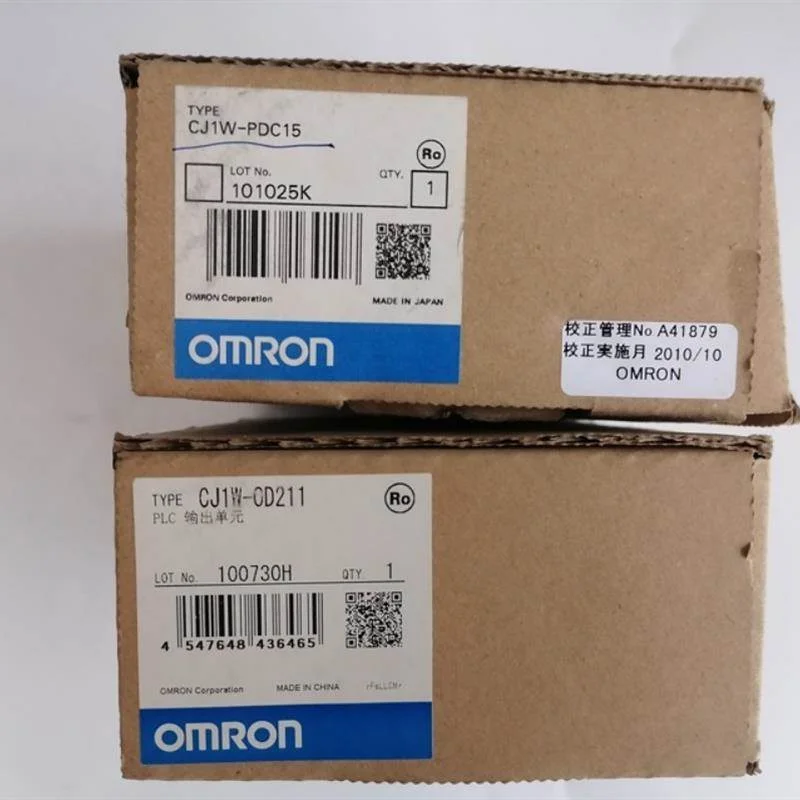 TYPE
CJ1W-PDC15
Ro
LOT No.
QTY.
101025K
1
OMRON Corporation
MADE IN JAPAN
OMRON
校正管理No A41879
校正実施月 2010/10
OMRON
TYPE CJ1W-OD211
Ro
PLC 输出单元
LOT No. 100730H QTY. 1
4 547648 436465
OMRON Corporation MADE IN CHINA
OMRON